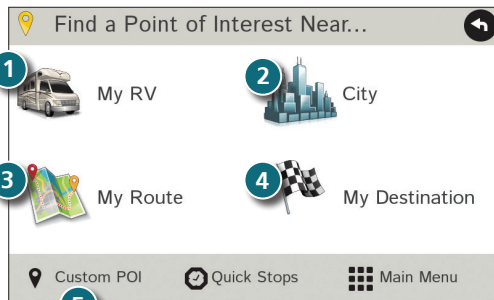 Find a Point of Interest Near...
1 My RV
2 City
3 My Route
4 My Destination
Custom POI Quick Stops Main Menu
5